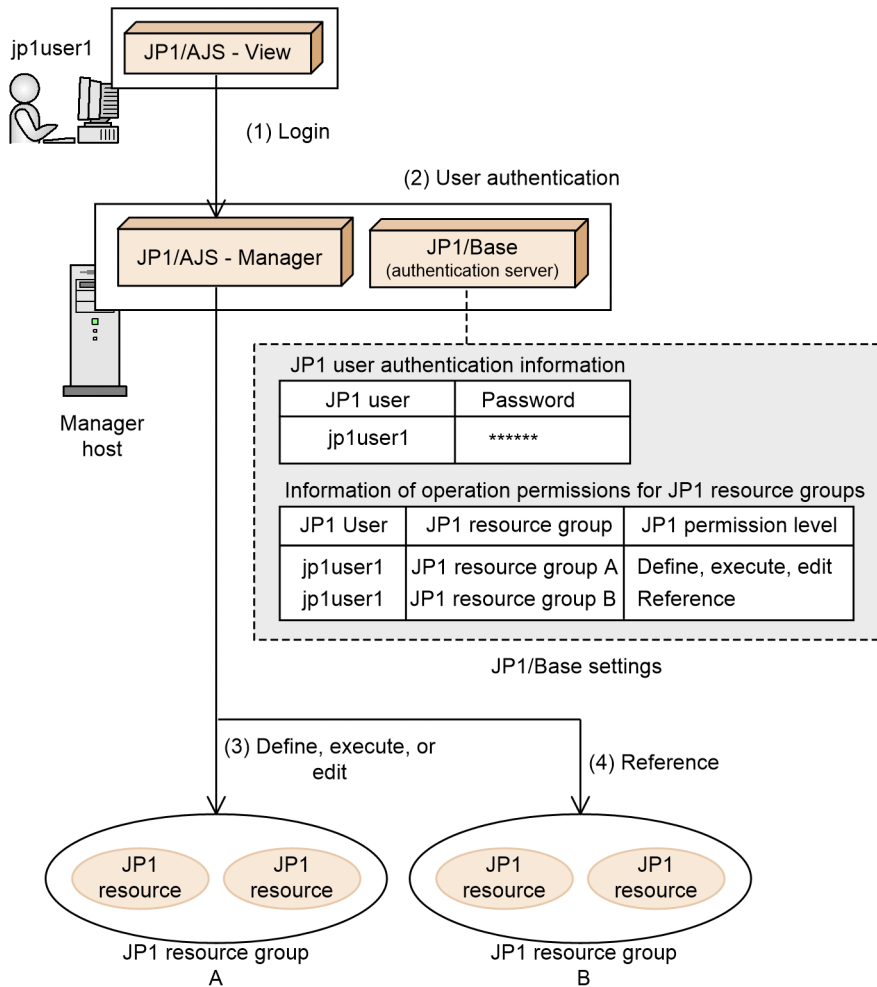 jp1user1
JP1/AJS - View
(1) Login
(2) User authentication
JP1/AJS - Manager
JP1/Base
(authentication server)
Manager
host
JP1 user authentication information
JP1 user Password
jp1user1 ******
Information of operation permissions for JP1 resource groups
JP1 User JP1 resource group JP1 permission level
jp1user1 JP1 resource group A Define, execute, edit
jp1user1 JP1 resource group B Reference
JP1/Base settings
(3) Define, execute, or
edit
(4) Reference
JP1
resource
JP1
resource
JP1
resource
JP1
resource
JP1 resource group
A
JP1 resource group
B